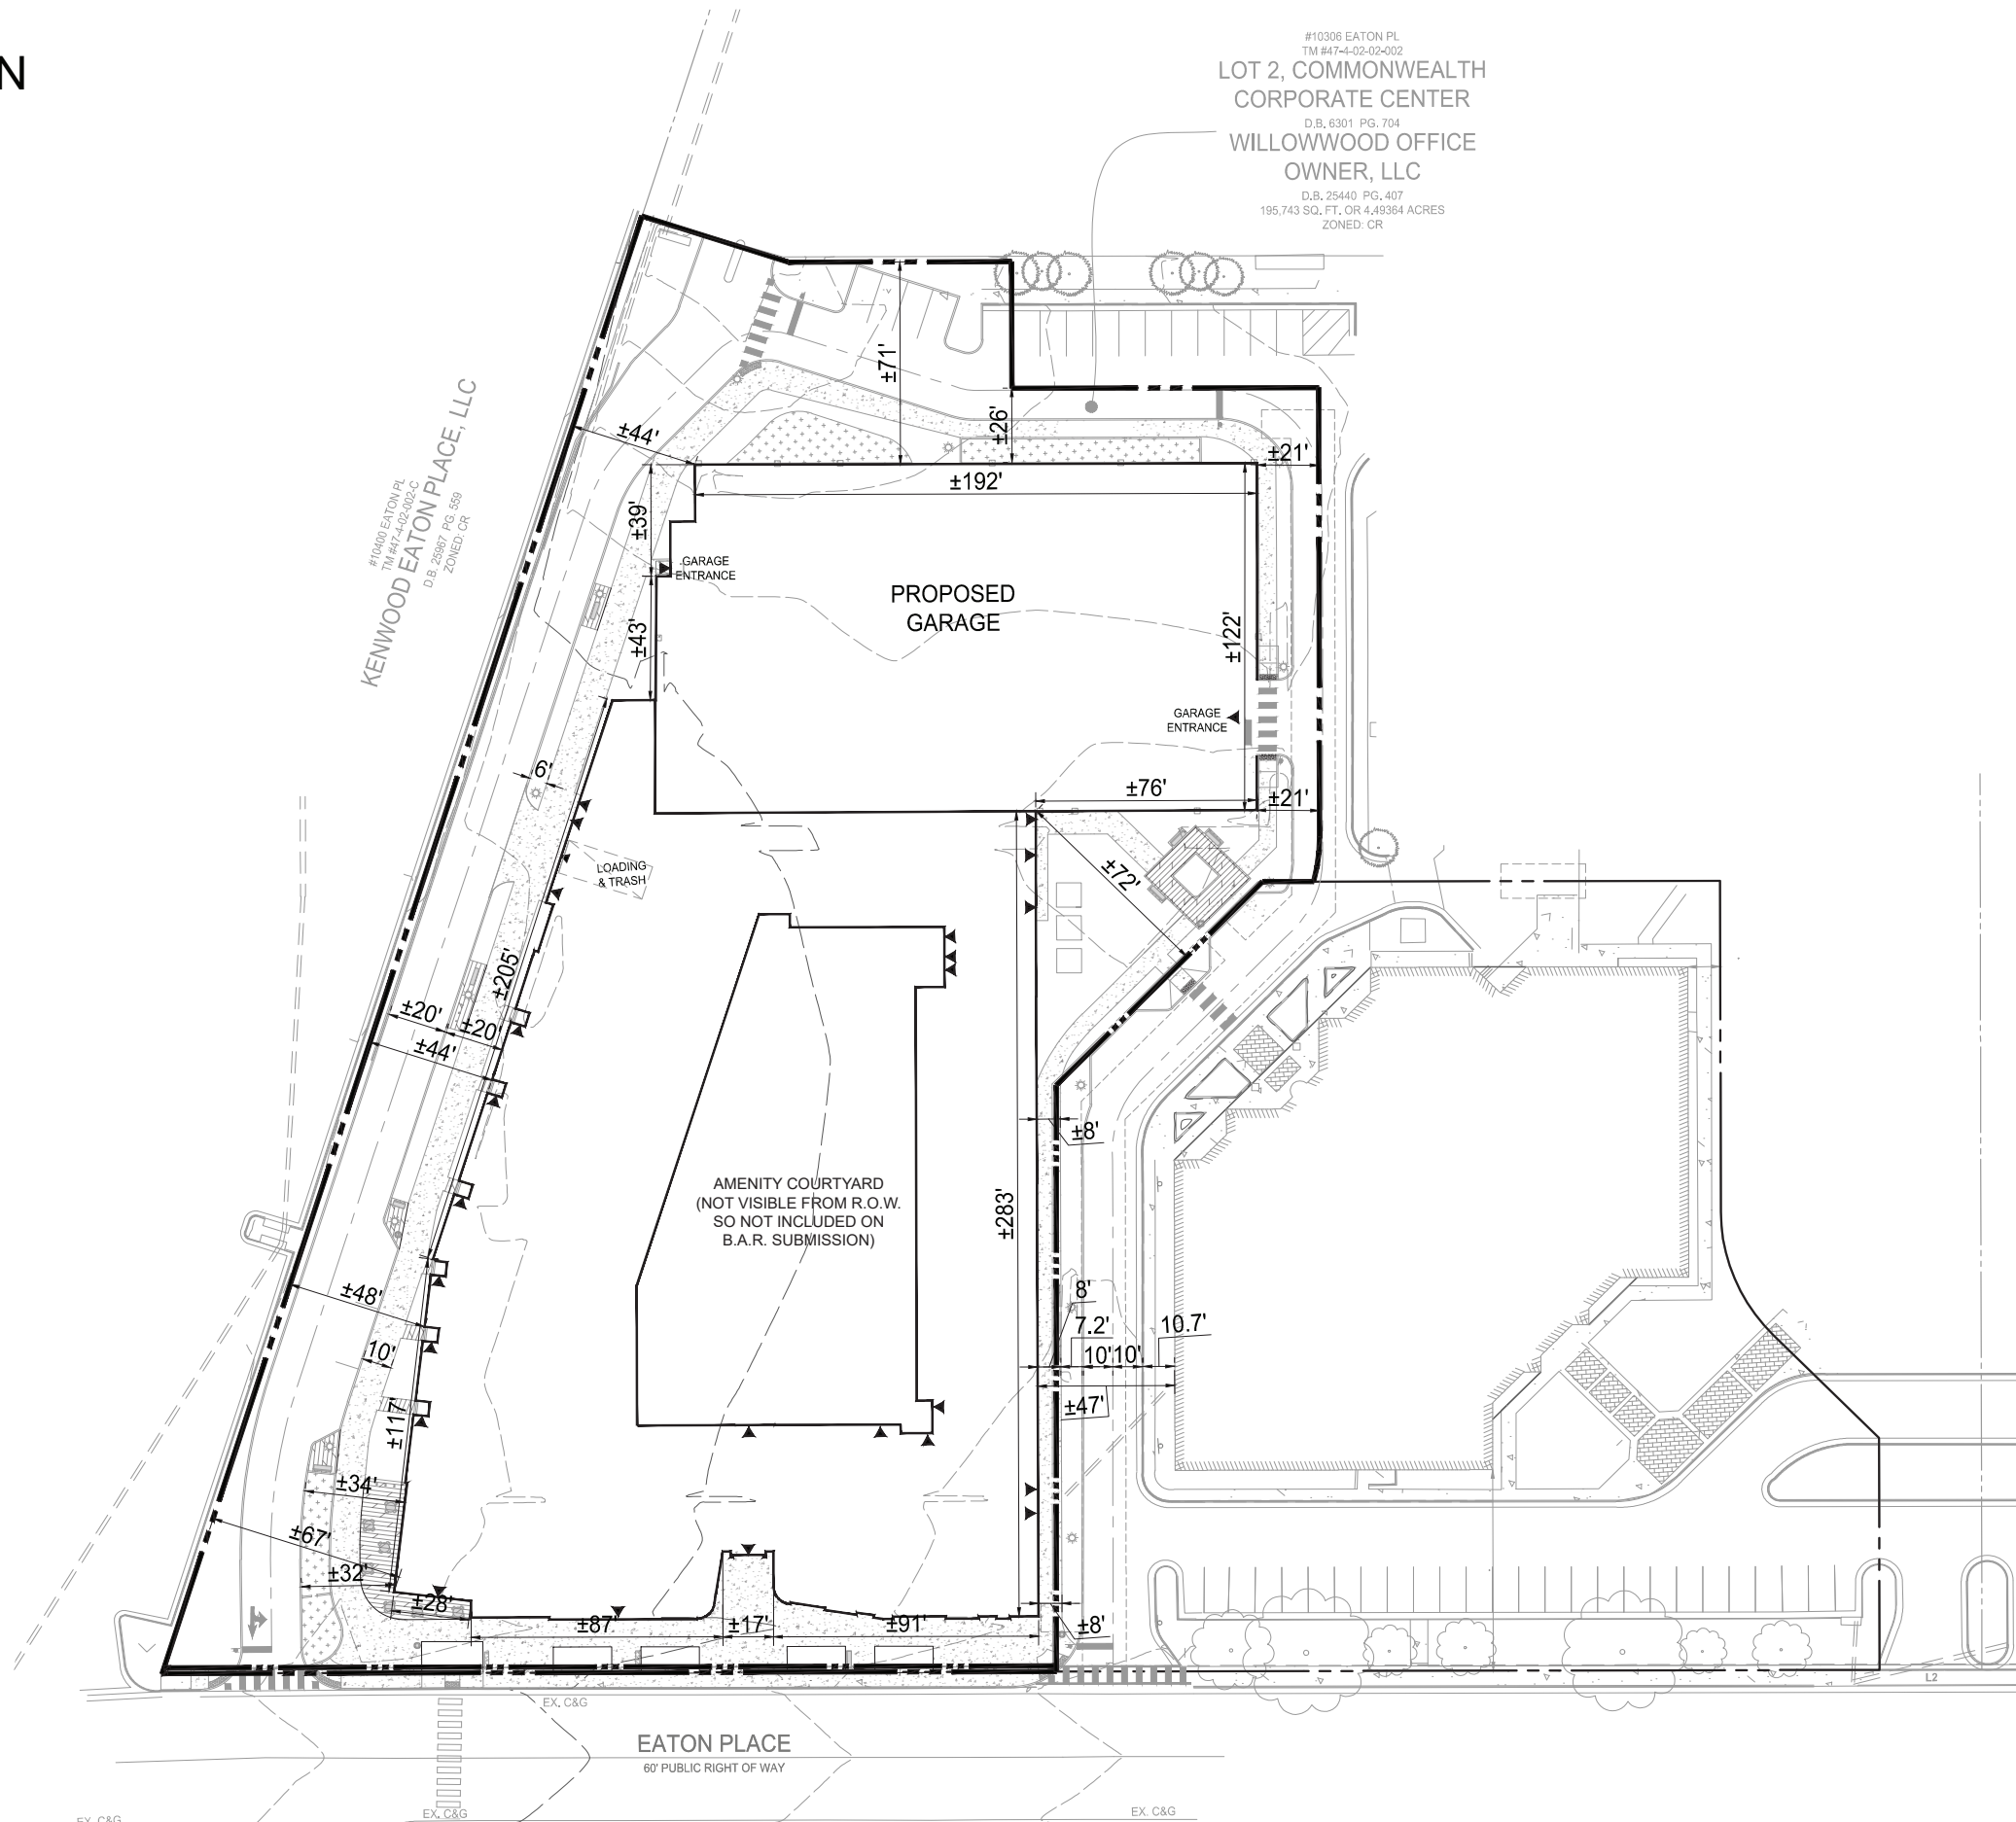 N
#10306 EATON PL
TM #47-4-02-02-002
LOT 2, COMMONWEALTH
CORPORATE CENTER
D.B. 6301 PG. 704
WILLOWWOOD OFFICE
OWNER, LLC
D.B. 25440 PG. 407
195,743 SQ. FT. OR 4.49364 ACRES
ZONED: CR
#10400 EATON PL
TM #47-4-02-002-C
KENWOOD EATON PLACE, LLC
D.B. 25967 PG. 559
ZONED: CR
±71'
±26'
±44'
±21'
±192'
±39'
GARAGE
ENTRANCE
PROPOSED
GARAGE
±43'
±122'
GARAGE
ENTRANCE
6'
±76'
±21'
LOADING
& TRASH
±72'
±205'
±20'
±20'
±44'
±8'
AMENITY COURTYARD
(NOT VISIBLE FROM R.O.W.
SO NOT INCLUDED ON
B.A.R. SUBMISSION)
±283'
±48'
8'
7.2'
10.7'
10'
10'
10'
±47'
±117'
±34'
±67'
±32'
±28'
±87'
±17'
±91'
±8'
L2
EX. C&G
EATON PLACE
60' PUBLIC RIGHT OF WAY
EX. C&G
EX. C&G
EX. C&G